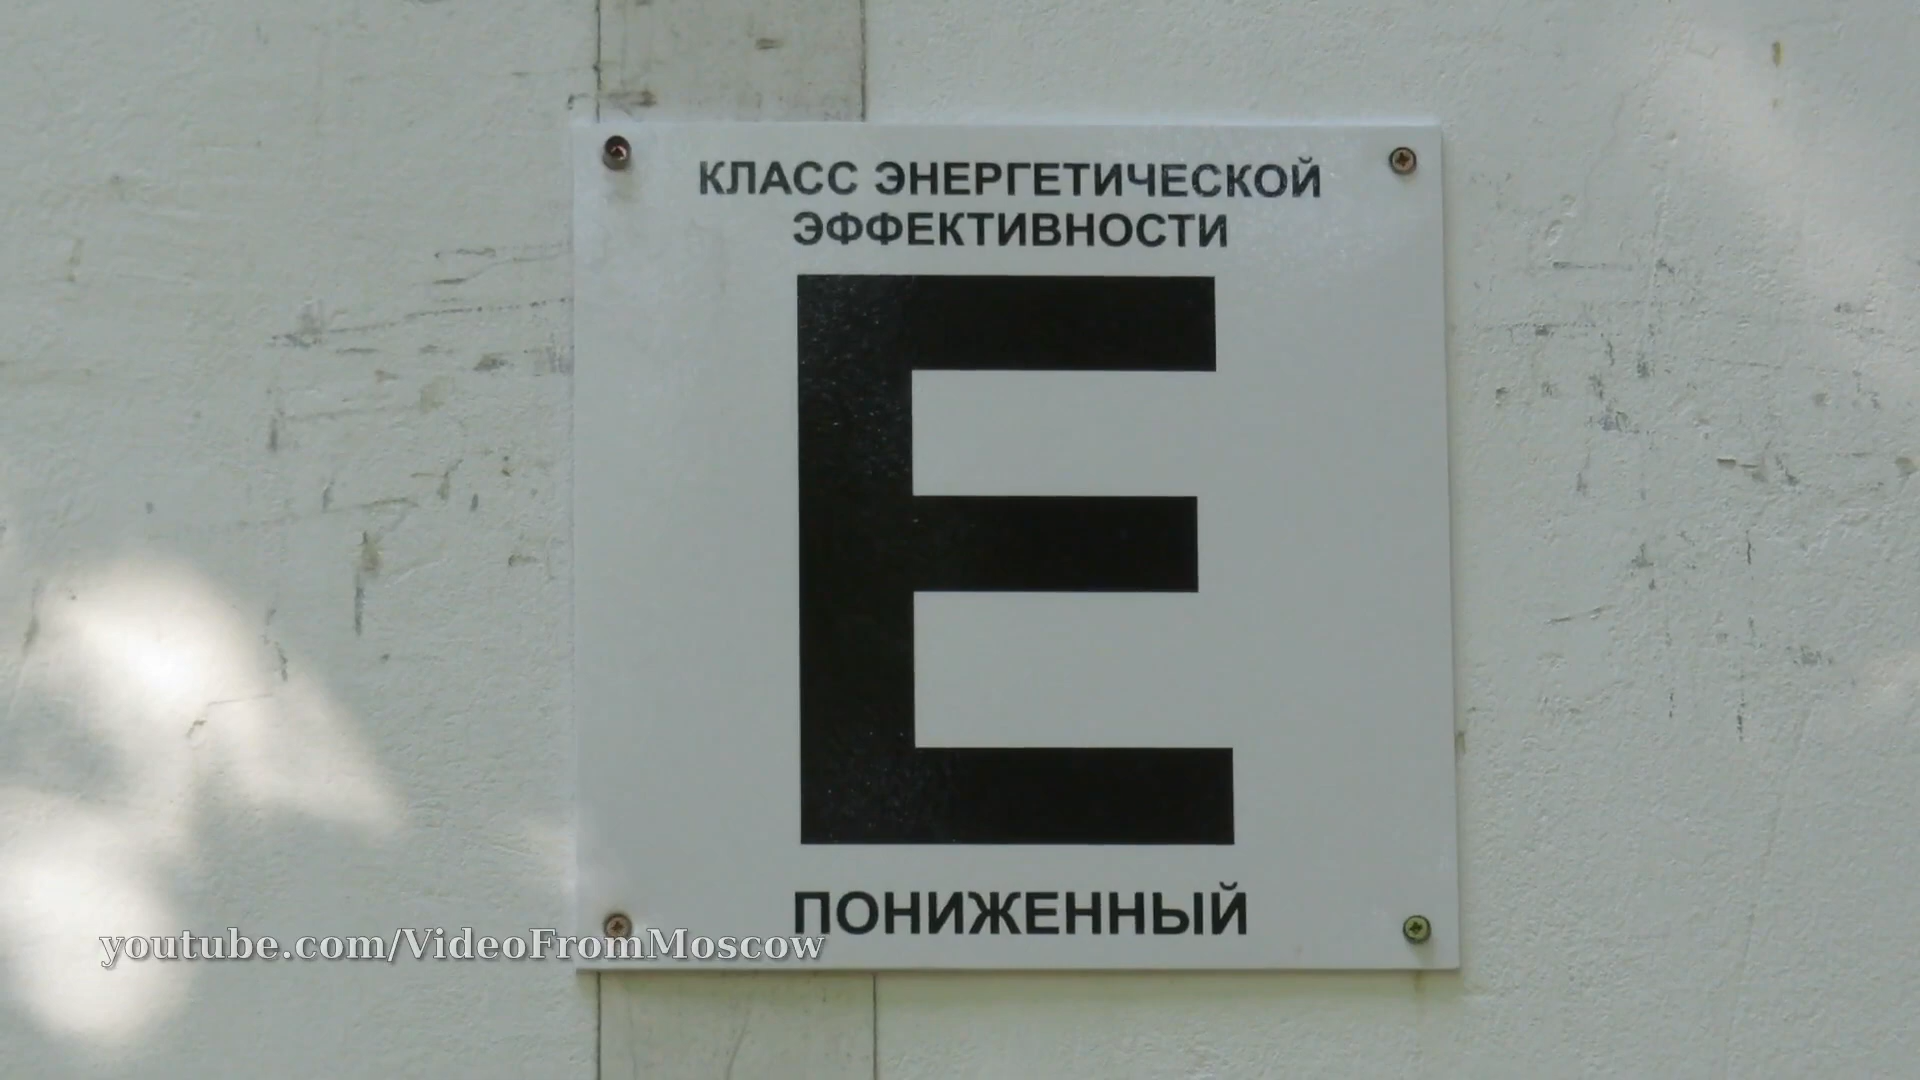 КЛАСС ЭНЕРГЕТИЧЕСКОЙ
ЭФФЕКТИВНОСТИ
E
ПОНИЖЕННЫЙ
youtube.com/VideoFromMoscow